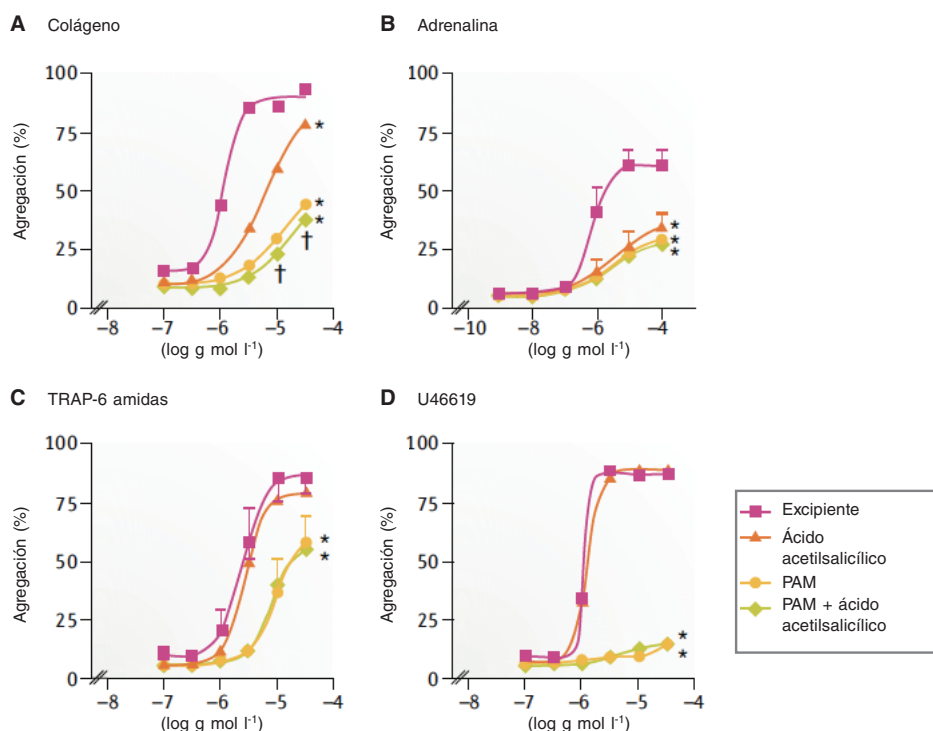 A Colágeno
B Adrenalina
100
75
50
25
0
Agregación (%)
*
*
*
†
†
–8
–7
–6
–5
–4
(log g mol l⁻¹)
100
75
50
25
0
Agregación (%)
*
*
*
–10
–8
–6
–4
(log g mol l⁻¹)
C TRAP-6 amidas
D U46619
100
75
50
25
0
Agregación (%)
*
*
–8
–7
–6
–5
–4
(log g mol l⁻¹)
100
75
50
25
0
Agregación (%)
*
*
–8
–7
–6
–5
–4
(log g mol l⁻¹)
Excipiente
Ácido
acetilsalicílico
PAM
PAM + ácido
acetilsalicílico